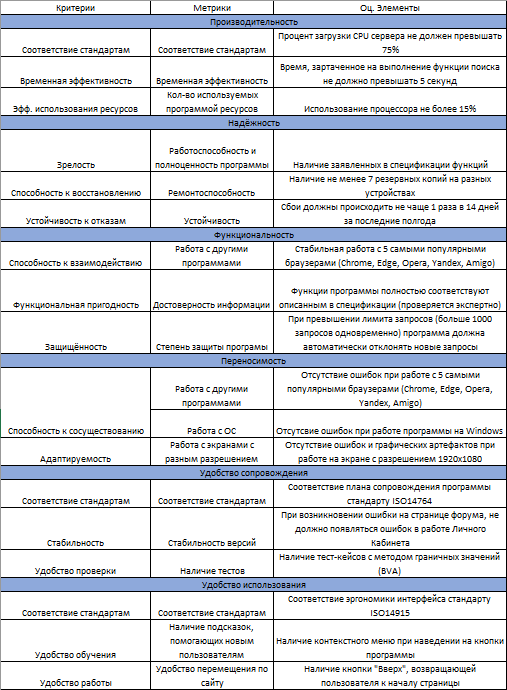 Критерии Метрики Оц. Элементы
Производительность
Соответствие стандартам Соответствие стандартам Процент загрузки CPU сервера не должен превышать
75%
Временная эффективность Временная эффективность Время, зартаченное на выполнение функции поиска
не должно превышать 5 секунд
Эфф. использования ресурсов Кол-во используемых
программой ресурсов Использование процессора не более 15%
Надёжность
Зрелость Работоспособность и
полноценность программы Наличие заявленных в спецификации функций
Способность к восстановлению Ремонтоспособность Наличие не менее 7 резервных копий на разных
устройствах
Устойчивость к отказам Устойчивость Сбои должны происходить не чаще 1 раза в 14 дней
за последние полгода
Функциональность
Способность к взаимодействию Работа с другими
программами Стабильная работа с 5 самыми популярными
браузерами (Chrome, Edge, Opera, Yandex, Amigo)
Функциональная пригодность Достоверность информации Функции программы полностью соответствуют
описанным в спецификации (проверяется экспертно)
Защищённость Степень защиты програмы При превышении лимита запросов (больше 1000
запросов одновременно) программа должна
автоматически отклонять новые запросы
Переносимость
Способность к сосуществованию Работа с другими
программами Отсутствие ошибок при работе с 5 самыми
популярными браузерами (Chrome, Edge, Opera,
Yandex, Amigo)
Работа с ОС Отсутсвие ошибок при работе программы на Windows
Адаптируемость Работа с экранами с
разным разрешением Отсутствие ошибок и графических артефактов при
работе на экране с разрешением 1920х1080
Удобство сопровождения
Соответствие стандартам Соответствие стандартам Соответствие плана сопровождения программы
стандарту ISO14764
Стабильность Стабильность версий При возникновении ошибки на странице форума, не
должно появляться ошибок в работе Личного
Кабинета
Удобство проверки Наличие тестов Наличие тест-кейсов с методом граничных значений
(BVA)
Удобство использования
Соответствие стандартам Соответствие стандартам Соответствие эргономики интерфейса стандарту
ISO14915
Удобство обучения Наличие подсказок,
помогающих новым
пользователям Наличие контекстного меню при наведении на кнопки
программы
Удобство работы Удобство перемещения по
сайту Наличие кнопки "Вверх", возвращающей
пользователя к началу страницы